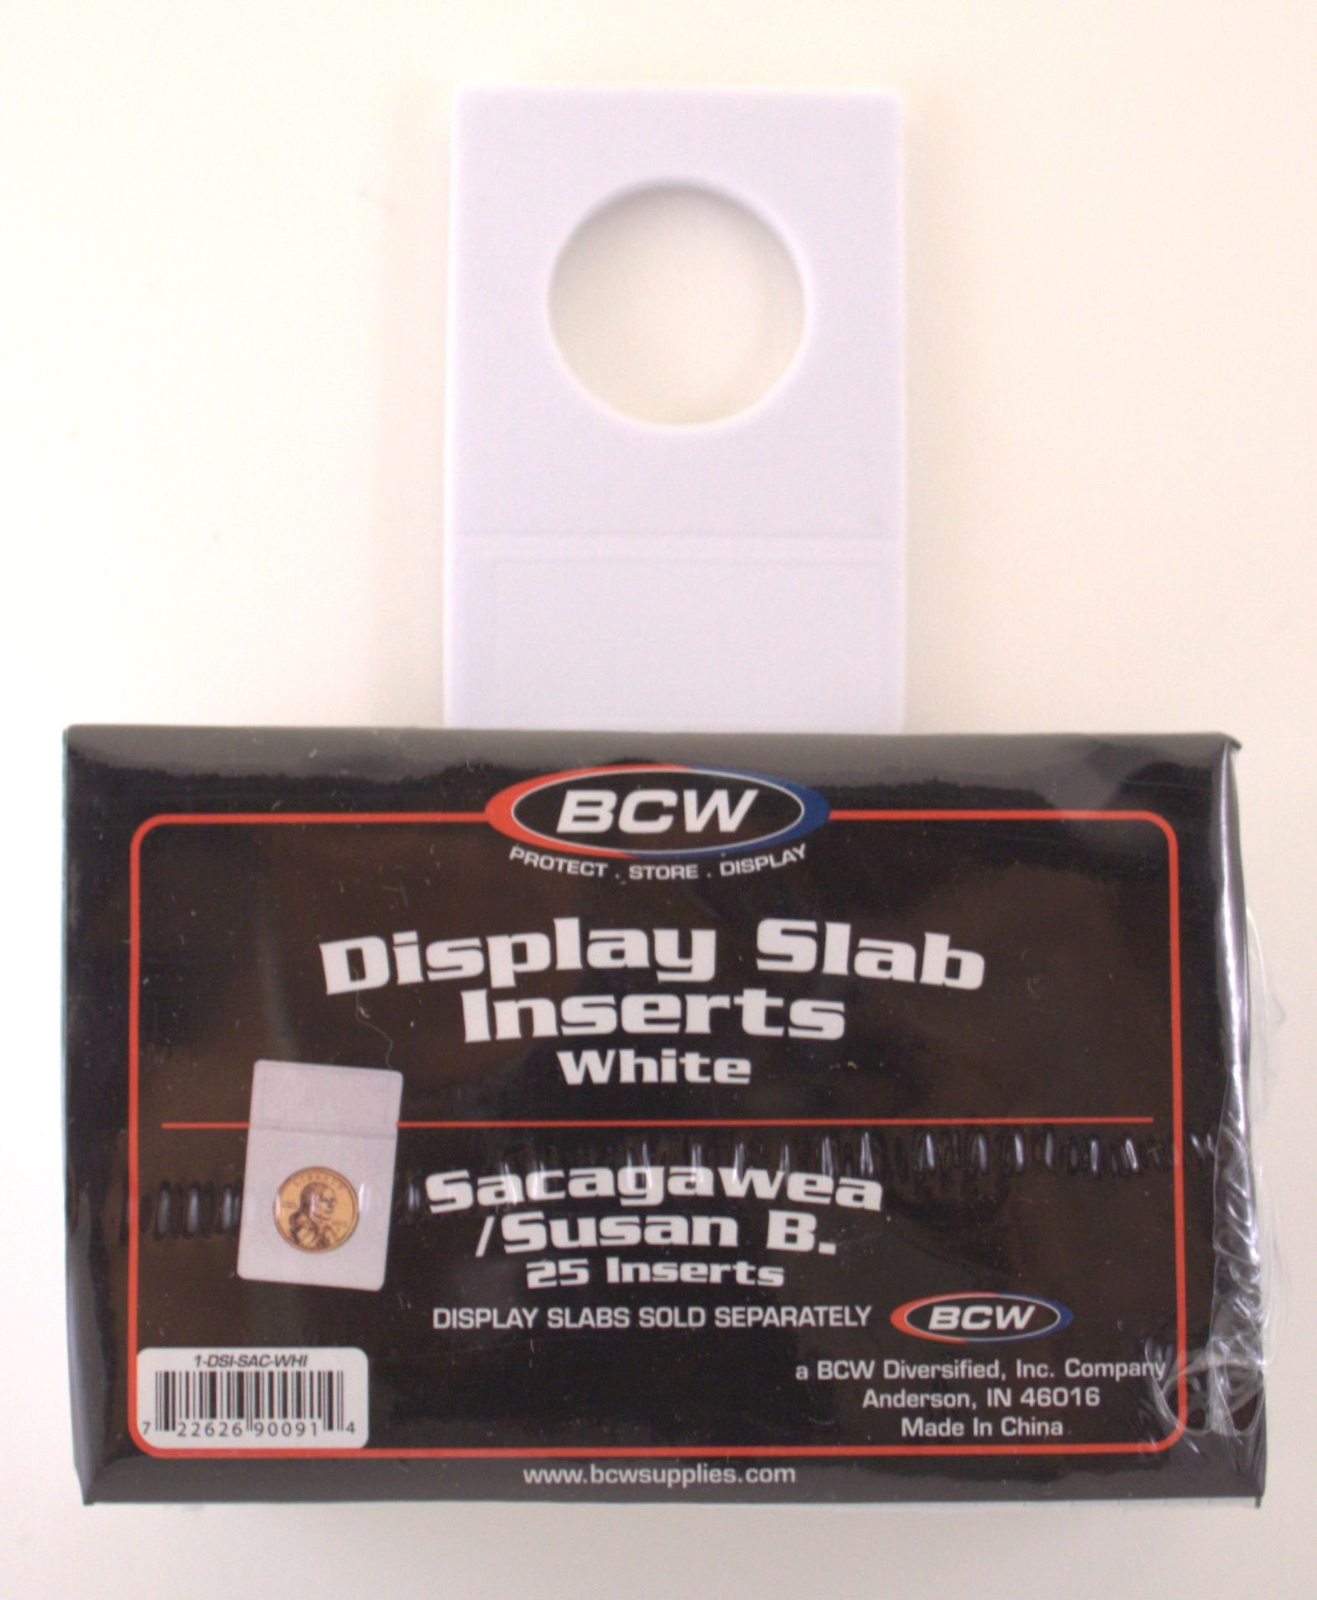 BCW
PROTECT . STORE . DISPLAY
Display Slab
Inserts
White
Sacagawea
/Susan B.
25 Inserts
DISPLAY SLABS SOLD SEPARATELY
BCW
1-DSI-SAC-WHI
7 22626 90091 4
a BCW Diversified, Inc. Company
Anderson, IN 46016
Made In China
www.bcwsupplies.com